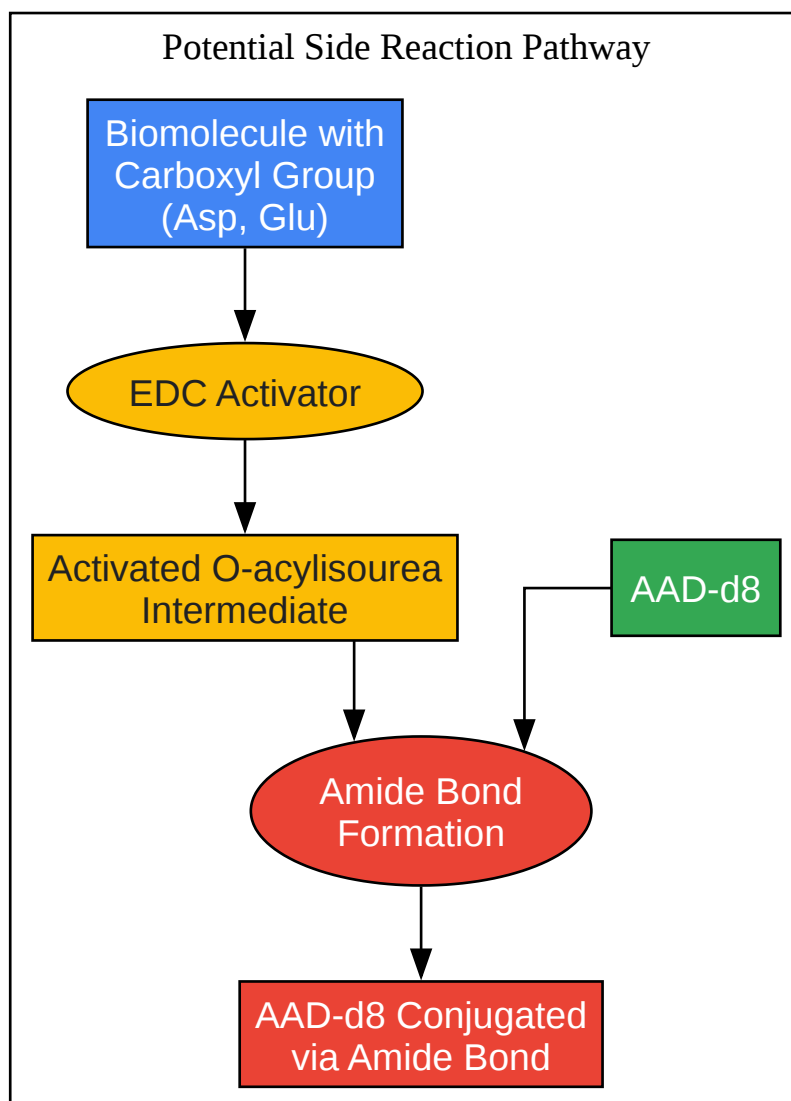 Potential Side Reaction Pathway
Biomolecule with
Carboxyl Group
(Asp, Glu)
EDC Activator
Activated O-acylisourea
Intermediate
AAD-d8
Amide Bond
Formation
AAD-d8 Conjugated
via Amide Bond